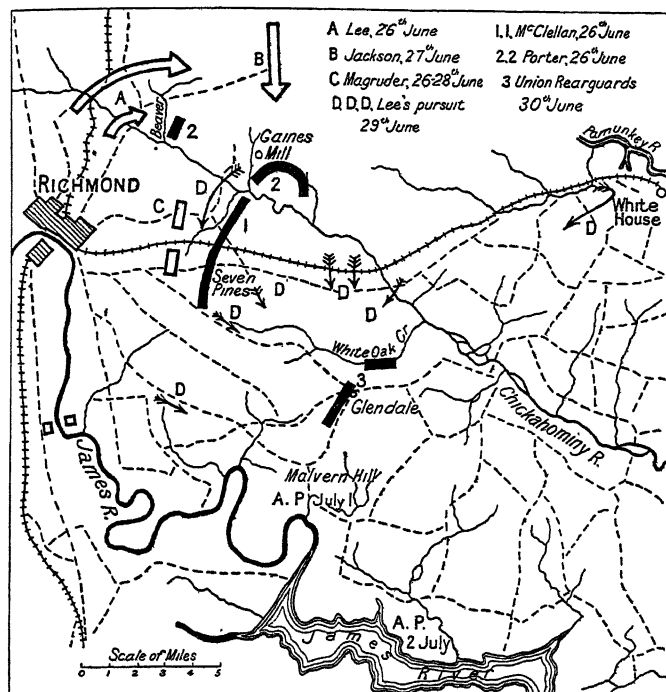 A Lee, 26th June
B Jackson, 27th June
C Magruder, 26-28th June
D, D, D, Lee's pursuit
29th June
1,1, McClellan, 26th June
2.2 Porter, 26th June
3 Union Rearguards
30th June
B
A
Beaver
2
Gaines
Mill
Pamunkey R.
RICHMOND
D
2
White
House
C
D
1
Seven
Pines
D
D
D
D
White Oak
Cr
3
D
Glendale
Chickahominy R.
James R.
Malvern Hill
A. P. July 1
A. P.
2 July
James
River
Scale of Miles
0 1 2 3 4 5